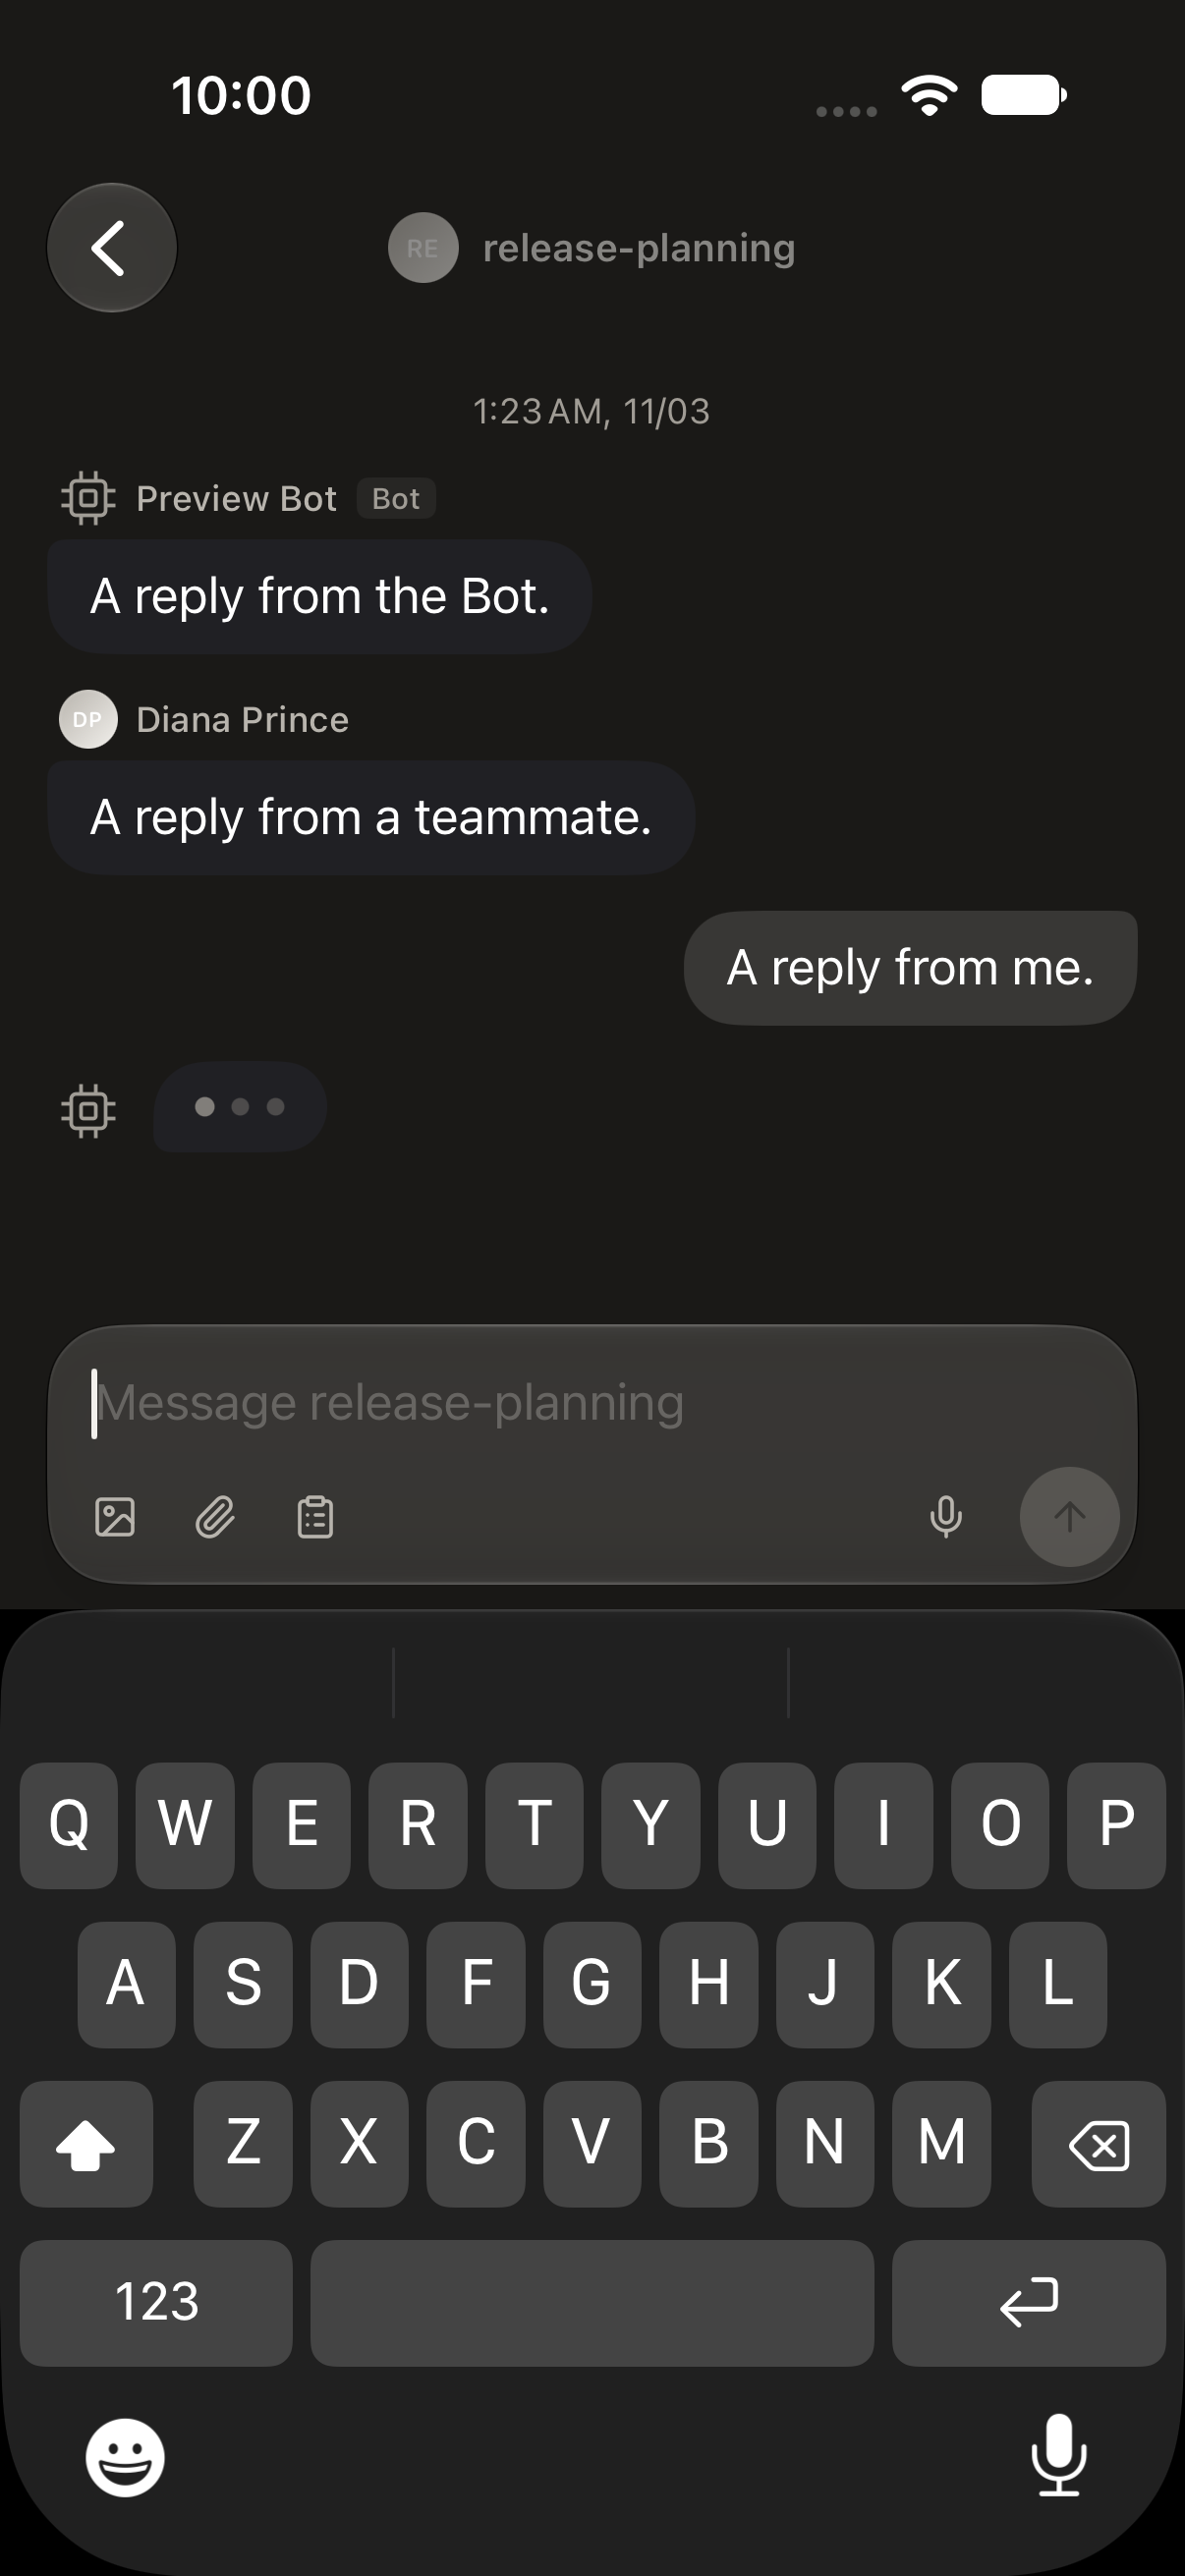 10:00
RE release-planning
1:23 AM, 11/03
Preview Bot Bot
A reply from the Bot.
DP Diana Prince
A reply from a teammate.
A reply from me.
Message release-planning
Q W E R T Y U I O P
A S D F G H J K L
Z X C V B N M
123